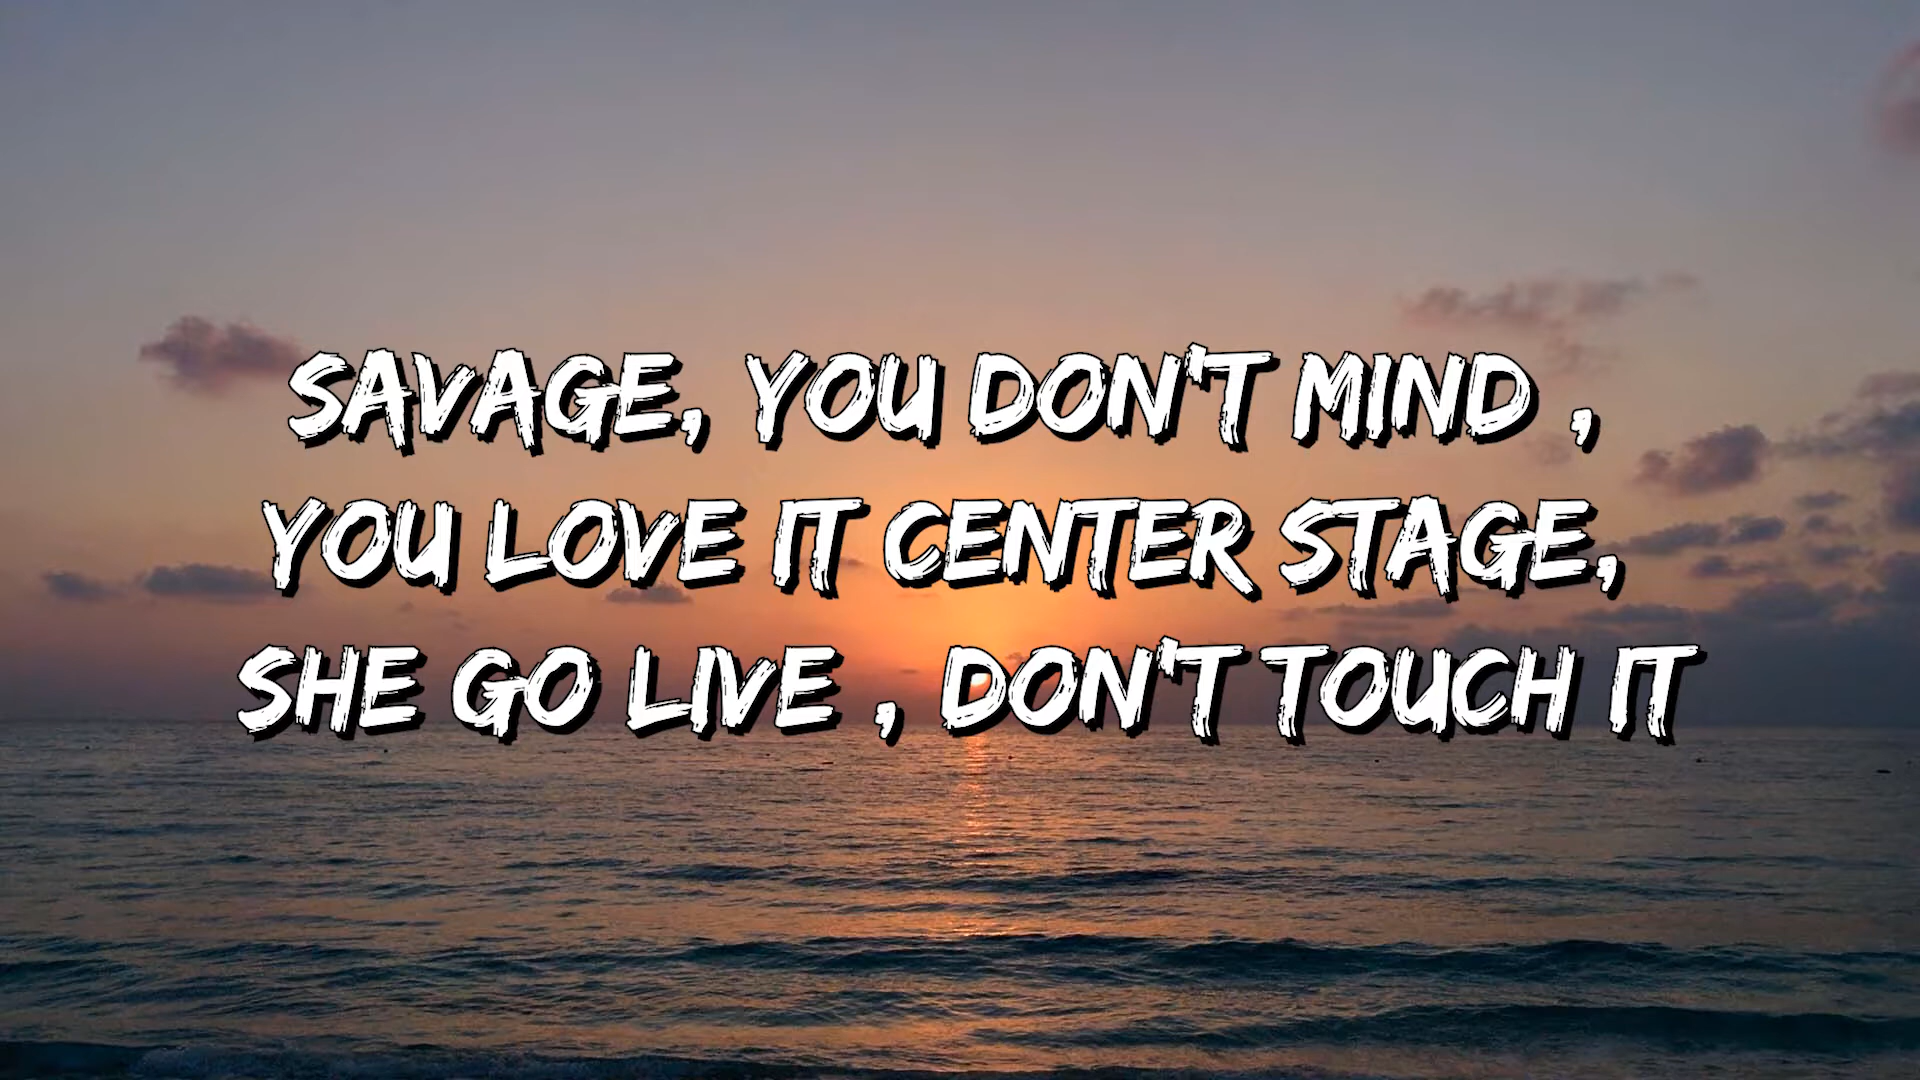 SAVAGE, YOU DON'T MIND ,
YOU LOVE IT CENTER STAGE,
SHE GO LIVE , DON'T TOUCH IT